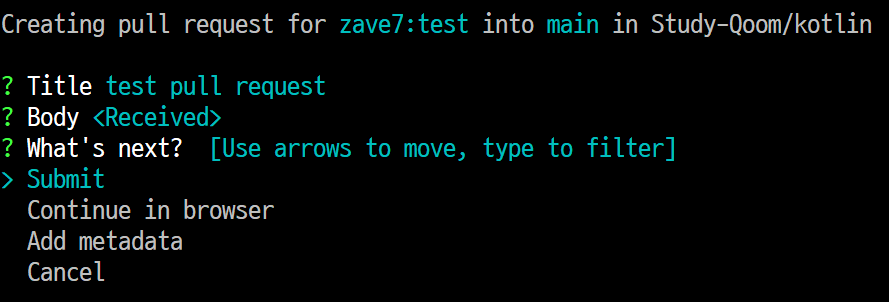 Creating pull request for zave7:test into main in Study-Qoom/kotlin
? Title test pull request
? Body <Received>
? What's next?  [Use arrows to move, type to filter]
> Submit
  Continue in browser
  Add metadata
  Cancel